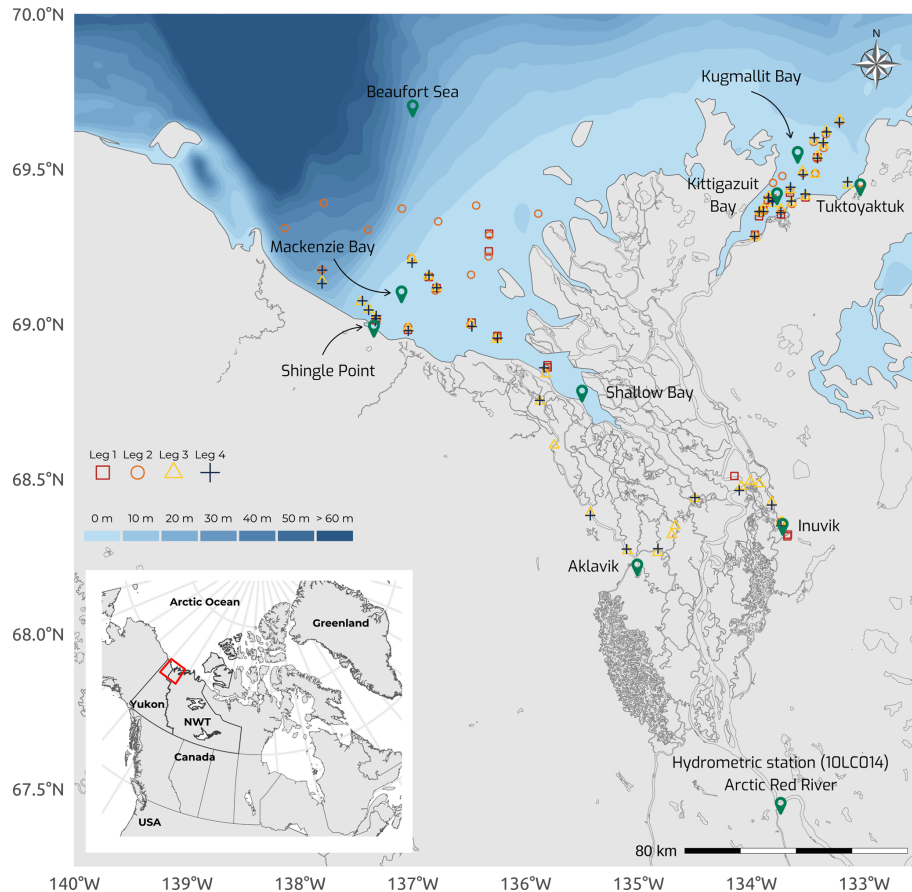 70.0°N
69.5°N
69.0°N
68.5°N
68.0°N
67.5°N
N
Beaufort Sea
Kugmallit Bay
Kittigazuit
Bay
Tuktoyaktuk
Mackenzie Bay
Shingle Point
Shallow Bay
Leg 1 Leg 2 Leg 3 Leg 4
0 m 10 m 20 m 30 m 40 m 50 m > 60 m
Inuvik
Aklavik
Arctic Ocean
Greenland
Yukon
NWT
Canada
USA
Hydrometric station (10LC014)
Arctic Red River
80 km
140°W 139°W 138°W 137°W 136°W 135°W 134°W 133°W